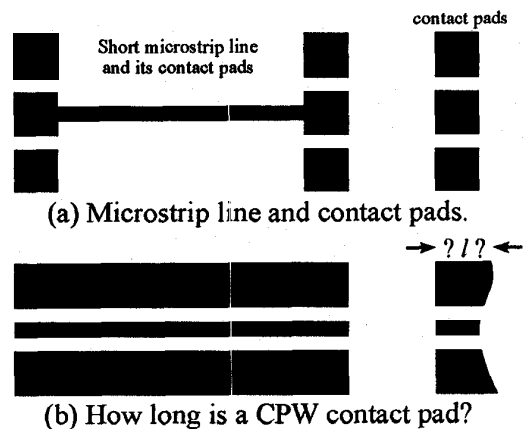 contact pads
Short microstrip line
and its contact pads
(a) Microstrip line and contact pads.
? l ?
(b) How long is a CPW contact pad?